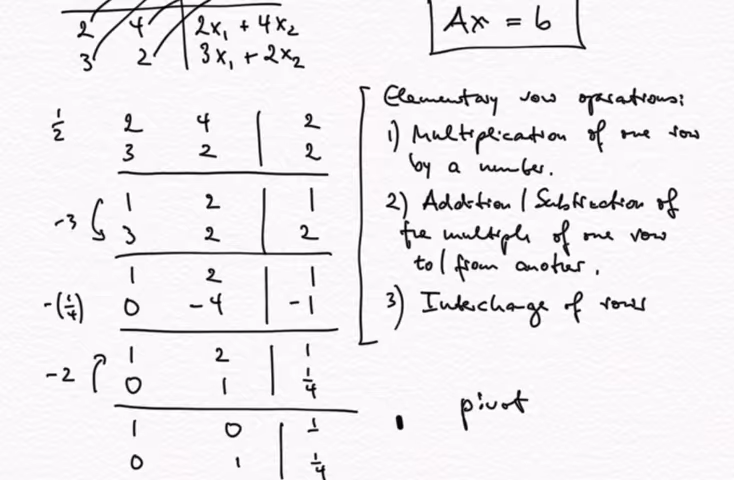 2 4 | 2x₁ + 4x₂
3 2 | 3x₁ + 2x₂
Ax = b
1/2 2 4 | 2
3 2 | 2
-3 1 2 | 1
3 2 | 2
1 2 | 1
-(1/4) 0 -4 | -1
-2 1 2 | 1
0 1 | 1/4
1 0 |
0 1 | 1/4
Elementary row operations:
1) Multiplication of one row
by a number.
2) Addition / Subtraction of
the multiple of one row
to / from another.
3) Interchange of rows
pivot